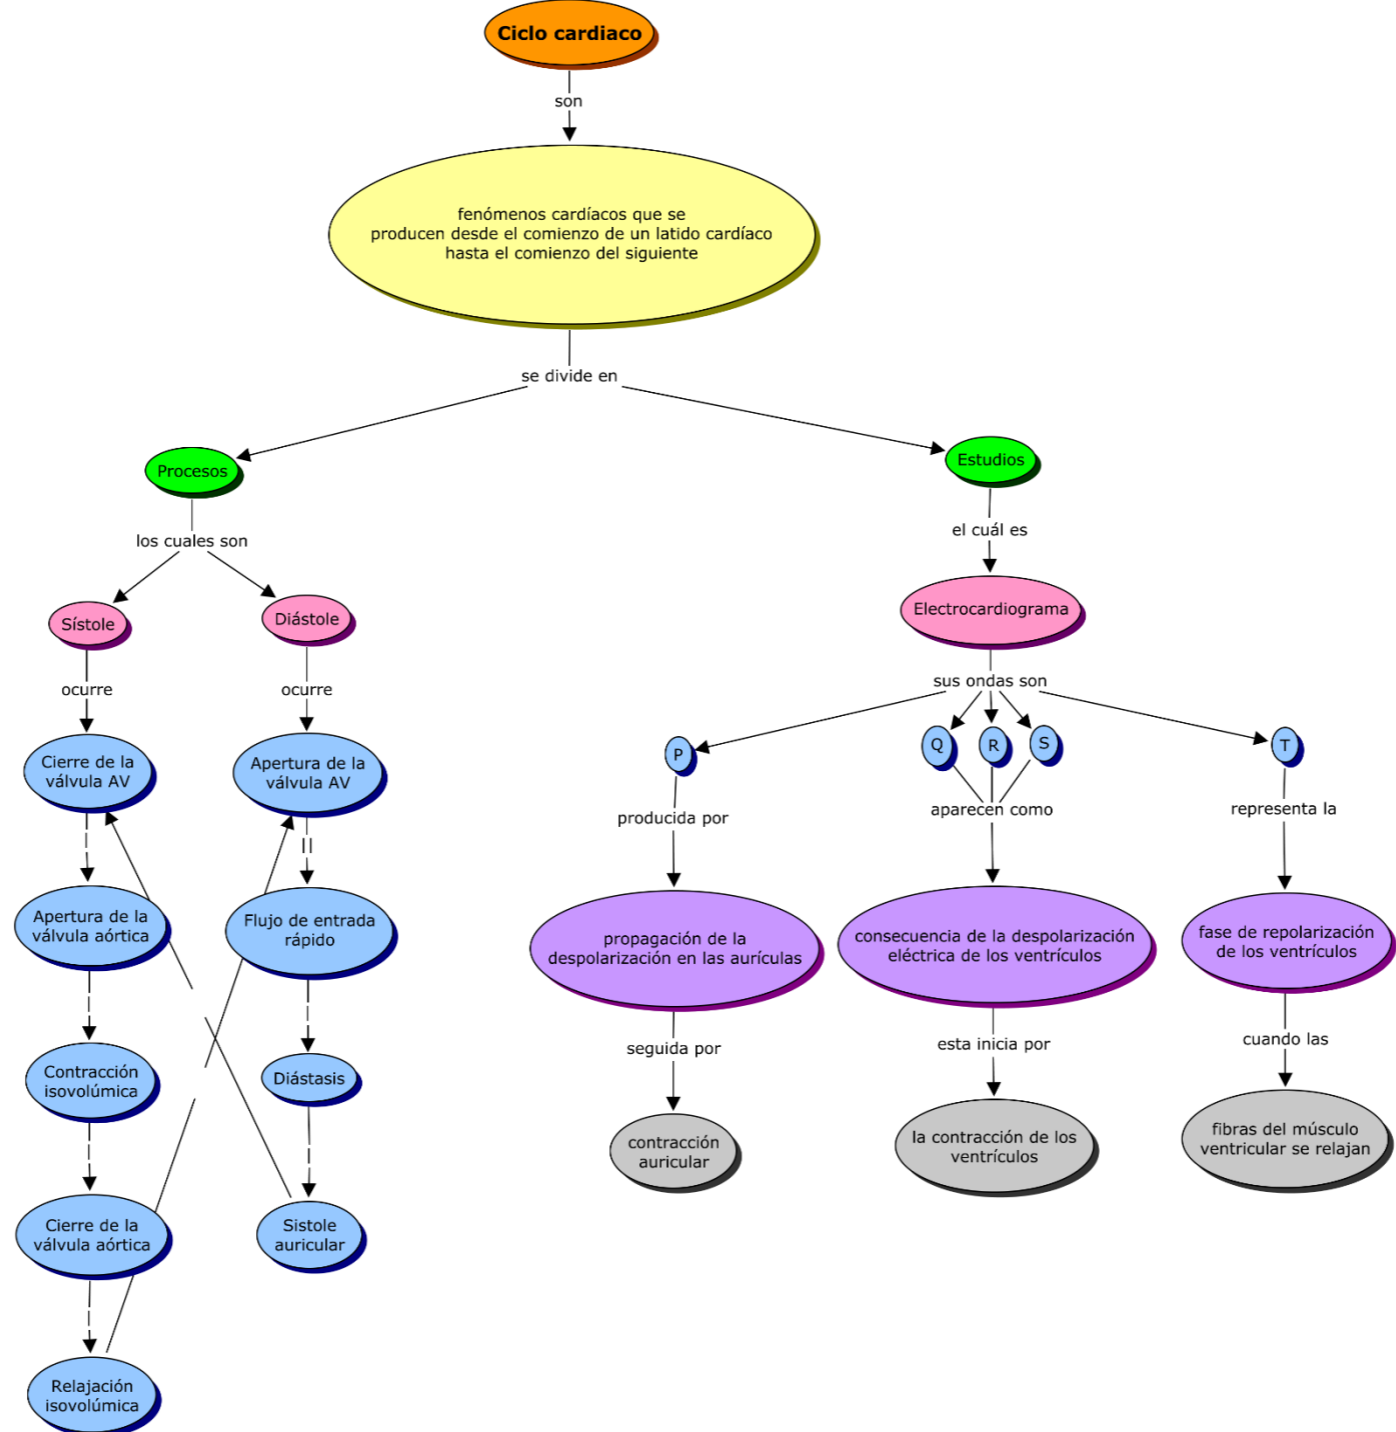 Ciclo cardiaco
son
fenómenos cardíacos que se
producen desde el comienzo de un latido cardíaco
hasta el comienzo del siguiente
se divide en
Procesos
Estudios
los cuales son
el cuál es
Sístole
Diástole
Electrocardiograma
ocurre
ocurre
sus ondas son
Cierre de la
válvula AV
Apertura de la
válvula AV
P
Q
R
S
T
producida por
aparecen como
representa la
Apertura de la
válvula aórtica
Flujo de entrada
rápido
propagación de la
despolarización en las aurículas
consecuencia de la despolarización
eléctrica de los ventrículos
fase de repolarización
de los ventrículos
seguida por
esta inicia por
cuando las
Contracción
isovolúmica
Diástasis
contracción
auricular
la contracción de los
ventrículos
fibras del músculo
ventricular se relajan
Cierre de la
válvula aórtica
Sistole
auricular
Relajación
isovolúmica